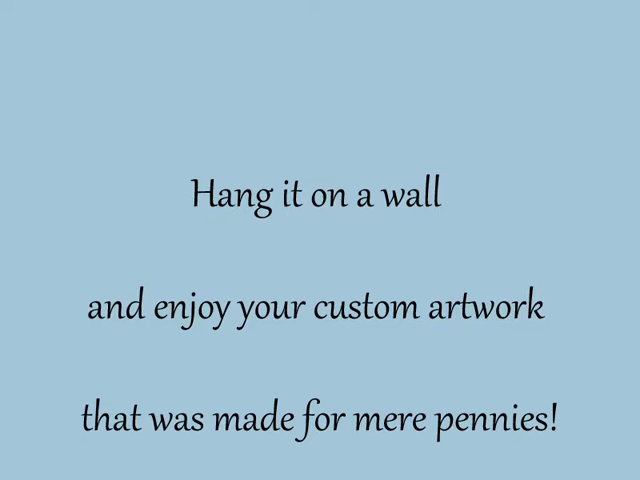 Hang it on a wall
and enjoy your custom artwork
that was made for mere pennies!